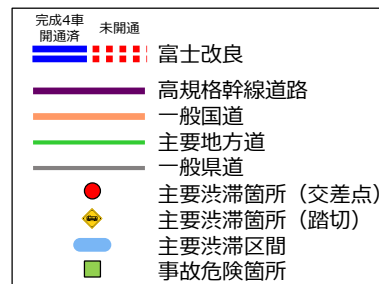 完成4車
開通済 未開通
富士改良
高規格幹線道路
一般国道
主要地方道
一般県道
主要渋滞箇所（交差点）
主要渋滞箇所（踏切）
主要渋滞区間
事故危険箇所